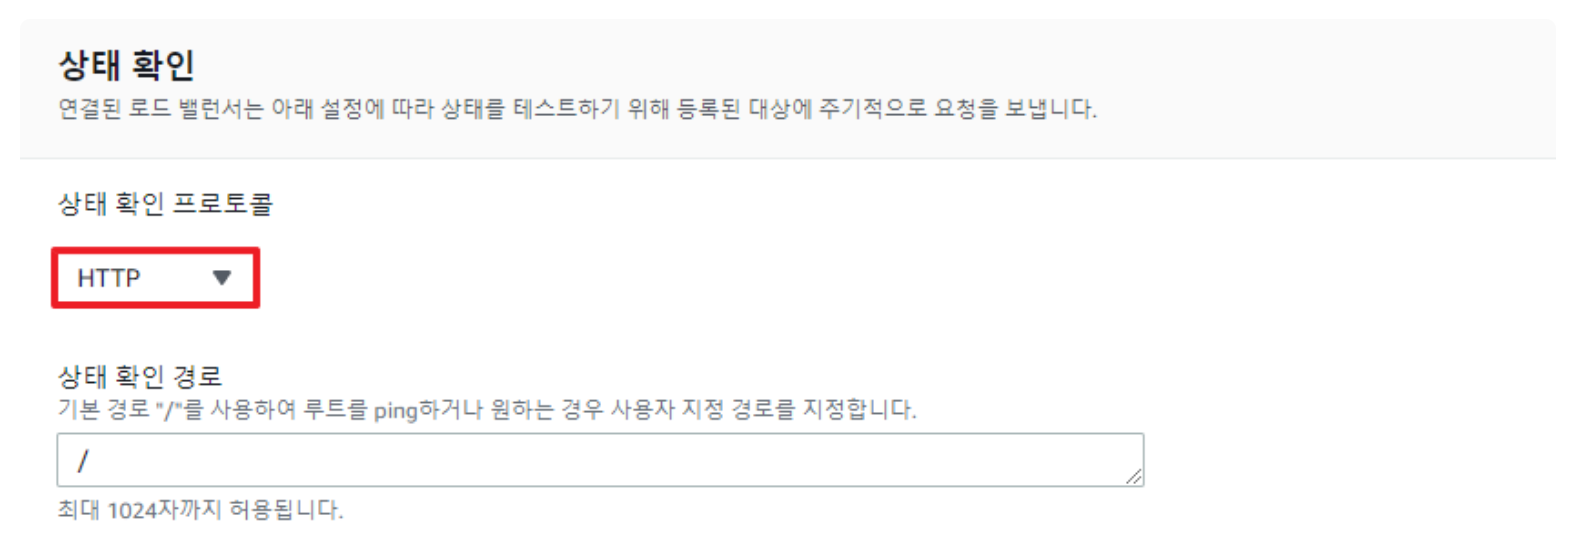 상태 확인
연결된 로드 밸런서는 아래 설정에 따라 상태를 테스트하기 위해 등록된 대상에 주기적으로 요청을 보냅니다.
상태 확인 프로토콜
HTTP
상태 확인 경로
기본 경로 "/"를 사용하여 루트를 ping하거나 원하는 경우 사용자 지정 경로를 지정합니다.
/
최대 1024자까지 허용됩니다.